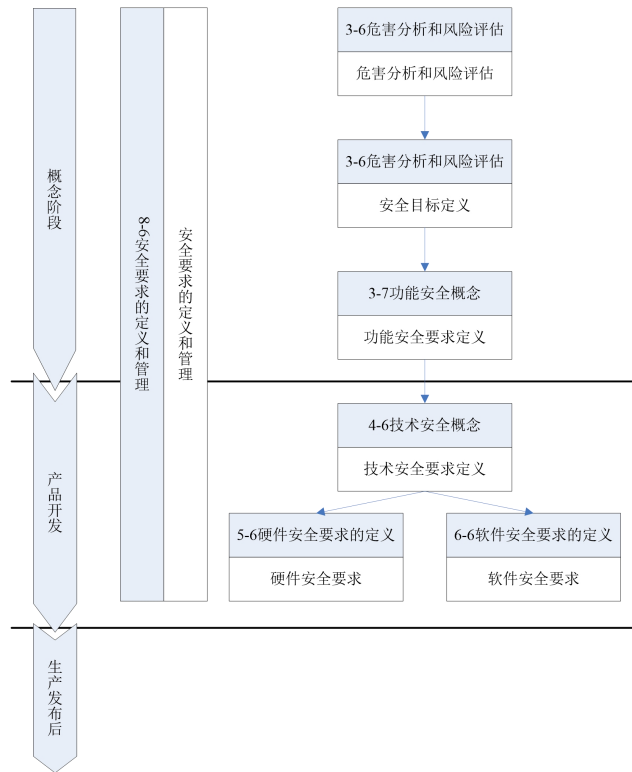 概念阶段
产品开发
生产发布后
8-6安全要求的定义和管理
安全要求的定义和管理
3-6危害分析和风险评估
危害分析和风险评估
3-6危害分析和风险评估
安全目标定义
3-7功能安全概念
功能安全要求定义
4-6技术安全概念
技术安全要求定义
5-6硬件安全要求的定义
硬件安全要求
6-6软件安全要求的定义
软件安全要求